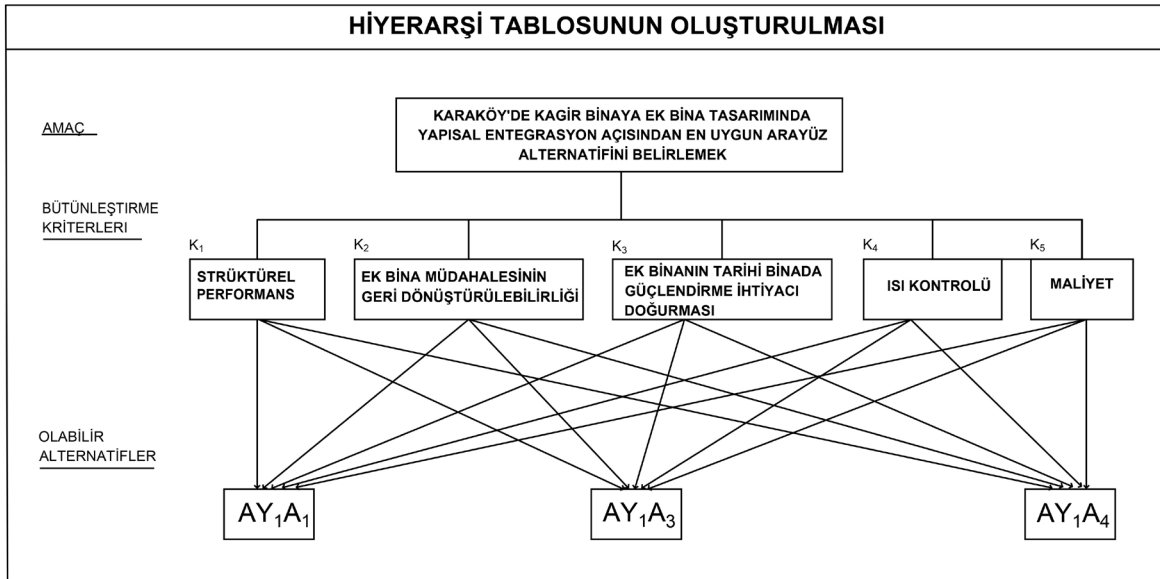 HİYERARŞİ TABLOSUNUN OLUŞTURULMASI
AMAÇ
KARAKÖY'DE KAGİR BİNAYA EK BİNA TASARIMINDA
YAPISAL ENTEGRASYON AÇISINDAN EN UYGUN ARAYÜZ
ALTERNATİFİNİ BELİRLEMEK
BÜTÜNLEŞTIRME
KRİTERLERI
K₁
STRÜKTÜREL
PERFORMANS
K₂
EK BİNA MÜDAHALESİNİN
GERİ DÖNÜŞTÜRÜLEBİLİRLİĞİ
K₃
EK BİNANIN TARİHİ BİNADA
GÜÇLENDİRME İHTİYACI
DOĞURMASI
K₄
ISI KONTROLÜ
K₅
MALİYET
OLABİLİR
ALTERNATİFLER
AY₁A₁
AY₁A₃
AY₁A₄